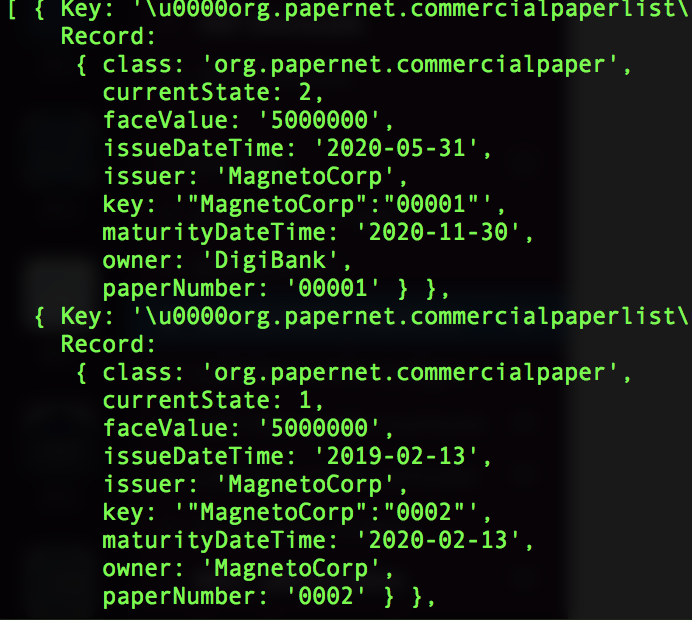 [ { Key: '\u0000org.papernet.commercialpaperlist\
Record:
{ class: 'org.papernet.commercialpaper',
currentState: 2,
faceValue: '5000000',
issueDateTime: '2020-05-31',
issuer: 'MagnetoCorp',
key: '"MagnetoCorp":"00001"',
maturityDateTime: '2020-11-30',
owner: 'DigiBank',
paperNumber: '00001' } },
{ Key: '\u0000org.papernet.commercialpaperlist\
Record:
{ class: 'org.papernet.commercialpaper',
currentState: 1,
faceValue: '5000000',
issueDateTime: '2019-02-13',
issuer: 'MagnetoCorp',
key: '"MagnetoCorp":"0002"',
maturityDateTime: '2020-02-13',
owner: 'MagnetoCorp',
paperNumber: '0002' } },